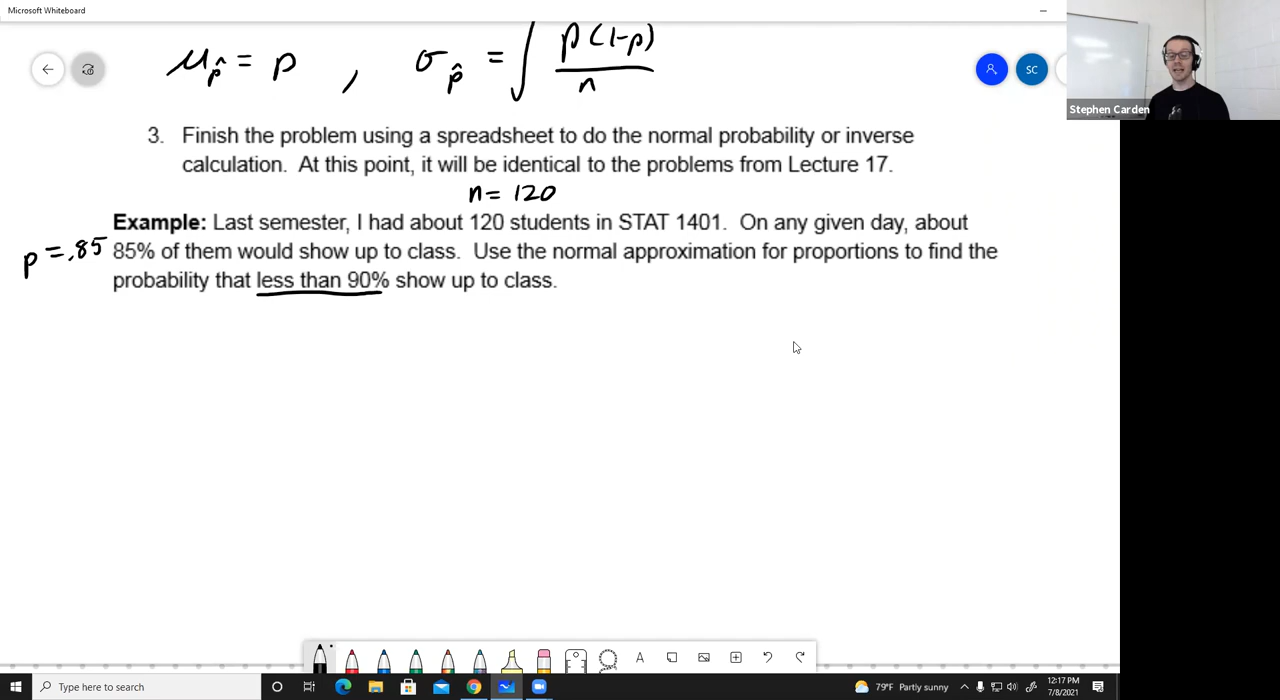 Microsoft Whiteboard
μp̂ = p , σp̂ = √p(1-p)/n
SC
Stephen Carden
3. Finish the problem using a spreadsheet to do the normal probability or inverse
calculation. At this point, it will be identical to the problems from Lecture 17.
n = 120
Example: Last semester, I had about 120 students in STAT 1401. On any given day, about
p = .85 85% of them would show up to class. Use the normal approximation for proportions to find the
probability that less than 90% show up to class.
A
Type here to search
79°F Partly sunny
12:17 PM
7/8/2021